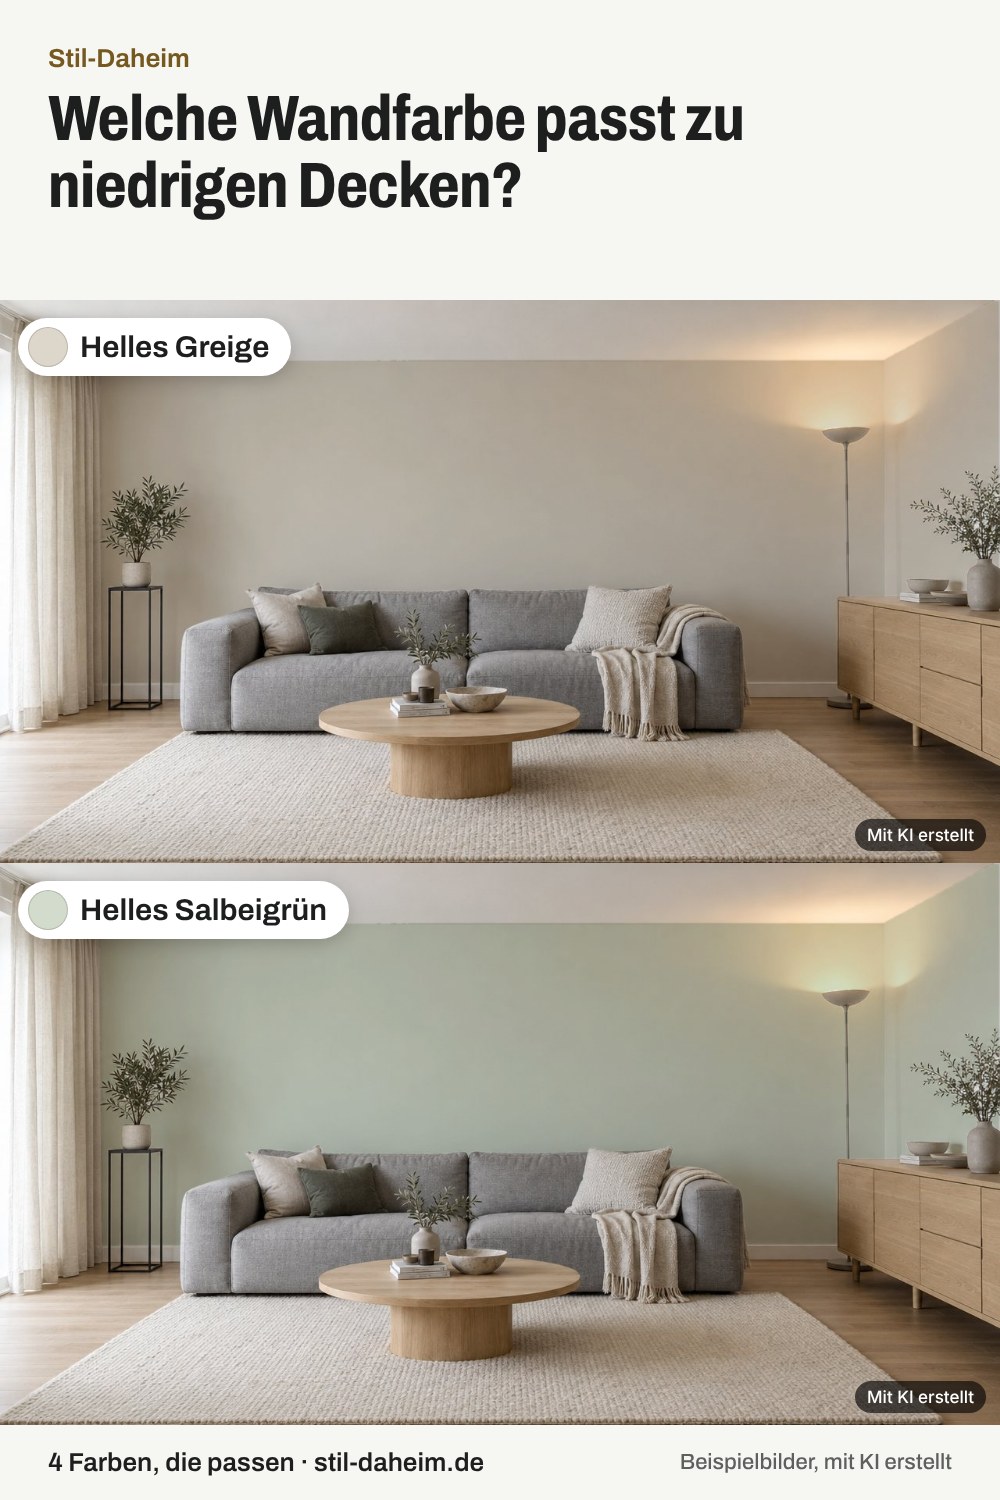 Stil-Daheim
Welche Wandfarbe passt zu
niedrigen Decken?
Helles Greige
Mit KI erstellt
Helles Salbeigrün
Mit KI erstellt
4 Farben, die passen · stil-daheim.de
Beispielbilder, mit KI erstellt